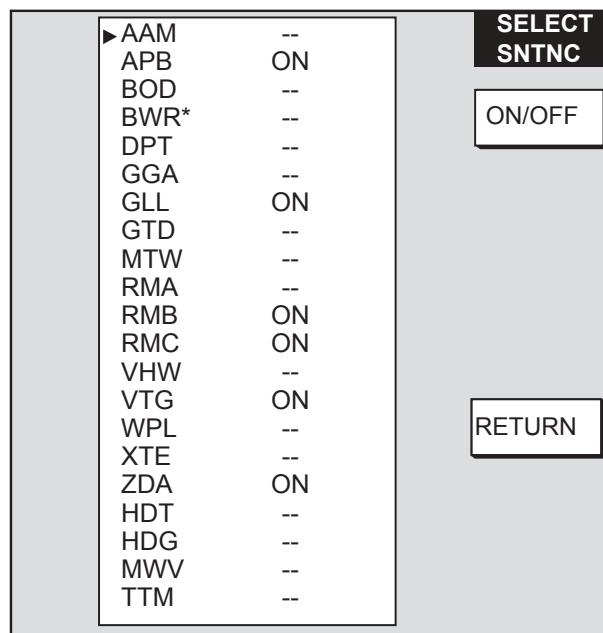 ▶AAM --
APB ON
BOD --
BWR* --
DPT --
GGA --
GLL ON
GTD --
MTW --
RMA --
RMB ON
RMC ON
VHW --
VTG ON
WPL --
XTE --
ZDA ON
HDT --
HDG --
MWV --
TTM --
SELECT
SNTNC
ON/OFF
RETURN